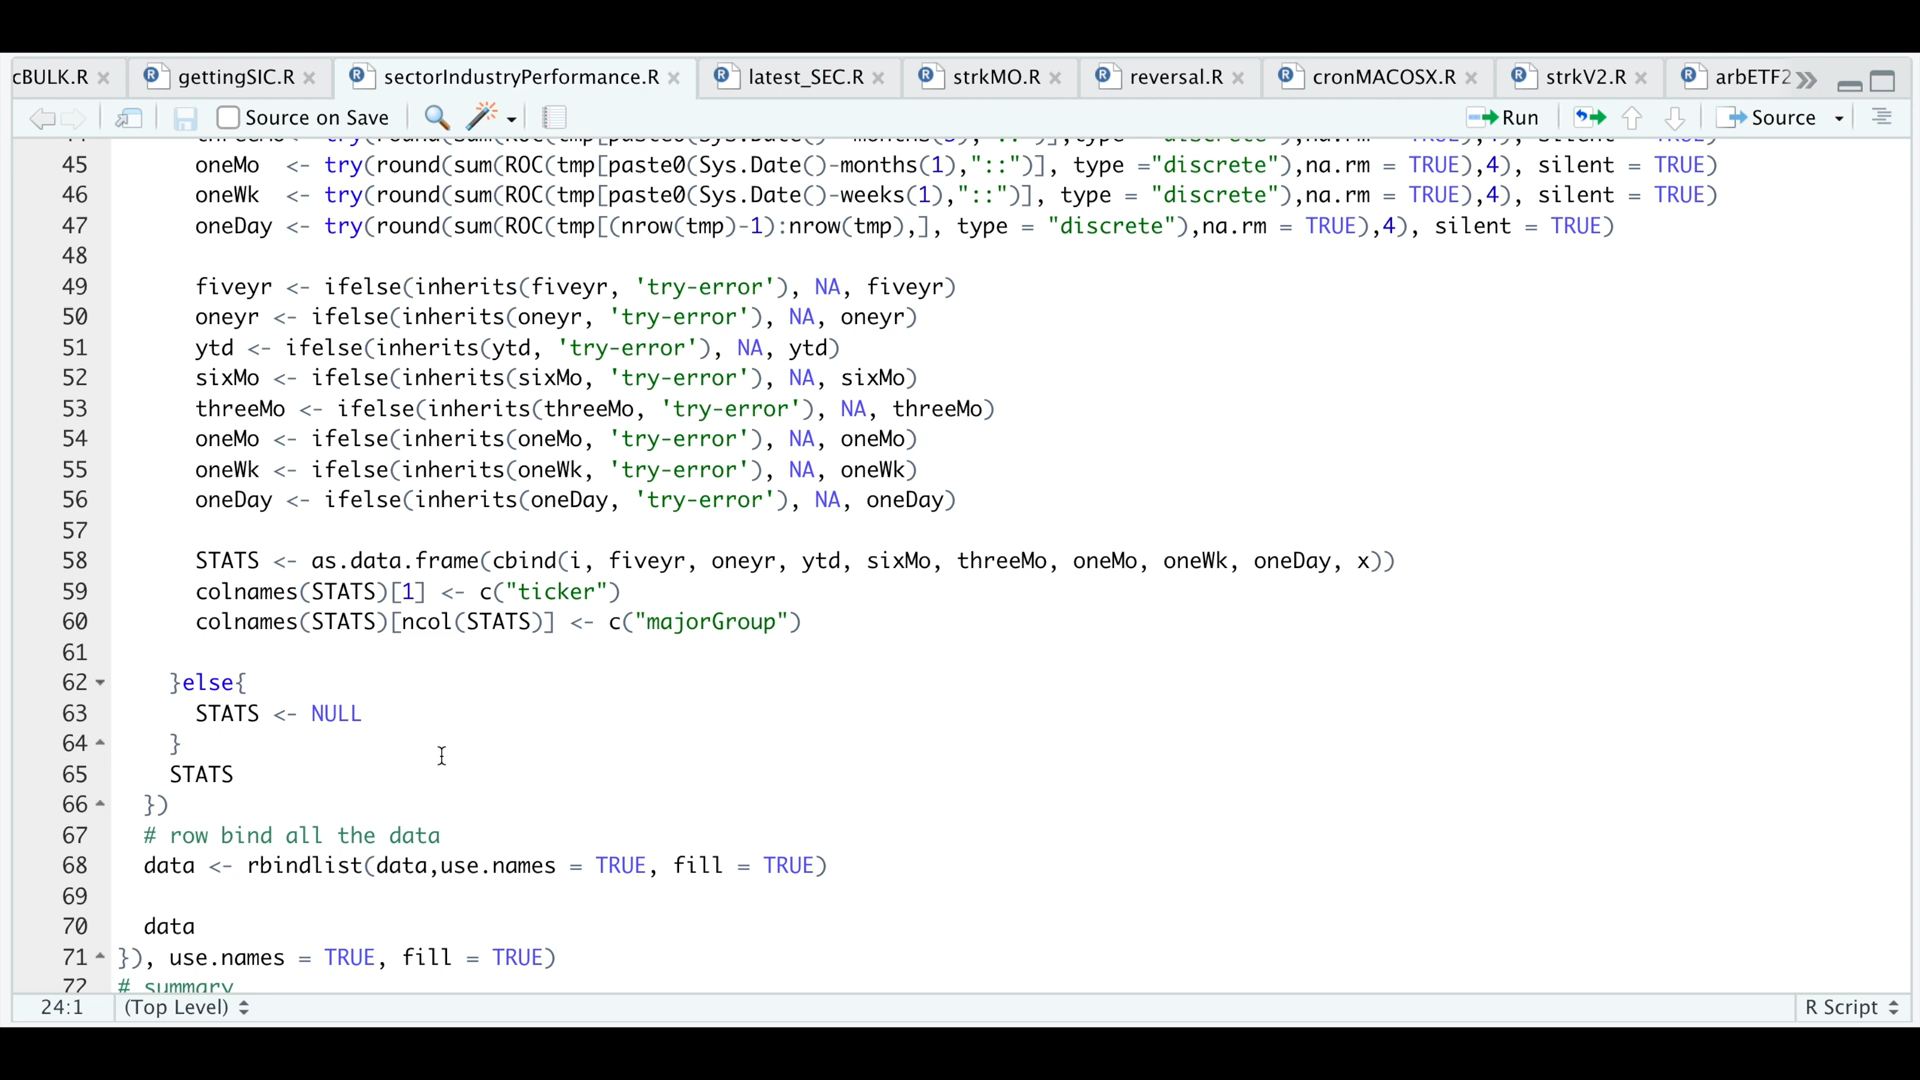 cBULK.R gettingSIC.R sectorIndustryPerformance.R latest_SEC.R strkMO.R reversal.R cronMACOSX.R strkV2.R arbETF2
Source on Save Run Source
45 oneMo <- try(round(sum(ROC(tmp[paste0(Sys.Date()-months(1),"::")], type ="discrete"),na.rm = TRUE),4), silent = TRUE)
46 oneWk <- try(round(sum(ROC(tmp[paste0(Sys.Date()-weeks(1),"::")], type = "discrete"),na.rm = TRUE),4), silent = TRUE)
47 oneDay <- try(round(sum(ROC(tmp[(nrow(tmp)-1):nrow(tmp),], type = "discrete"),na.rm = TRUE),4), silent = TRUE)
48
49 fiveyr <- ifelse(inherits(fiveyr, 'try-error'), NA, fiveyr)
50 oneyr <- ifelse(inherits(oneyr, 'try-error'), NA, oneyr)
51 ytd <- ifelse(inherits(ytd, 'try-error'), NA, ytd)
52 sixMo <- ifelse(inherits(sixMo, 'try-error'), NA, sixMo)
53 threeMo <- ifelse(inherits(threeMo, 'try-error'), NA, threeMo)
54 oneMo <- ifelse(inherits(oneMo, 'try-error'), NA, oneMo)
55 oneWk <- ifelse(inherits(oneWk, 'try-error'), NA, oneWk)
56 oneDay <- ifelse(inherits(oneDay, 'try-error'), NA, oneDay)
57
58 STATS <- as.data.frame(cbind(i, fiveyr, oneyr, ytd, sixMo, threeMo, oneMo, oneWk, oneDay, x))
59 colnames(STATS)[1] <- c("ticker")
60 colnames(STATS)[ncol(STATS)] <- c("majorGroup")
61
62 }else{
63 STATS <- NULL
64 }
65 STATS
66 })
67 # row bind all the data
68 data <- rbindlist(data,use.names = TRUE, fill = TRUE)
69
70 data
71 }), use.names = TRUE, fill = TRUE)
72 # summary
24:1 (Top Level) R Script